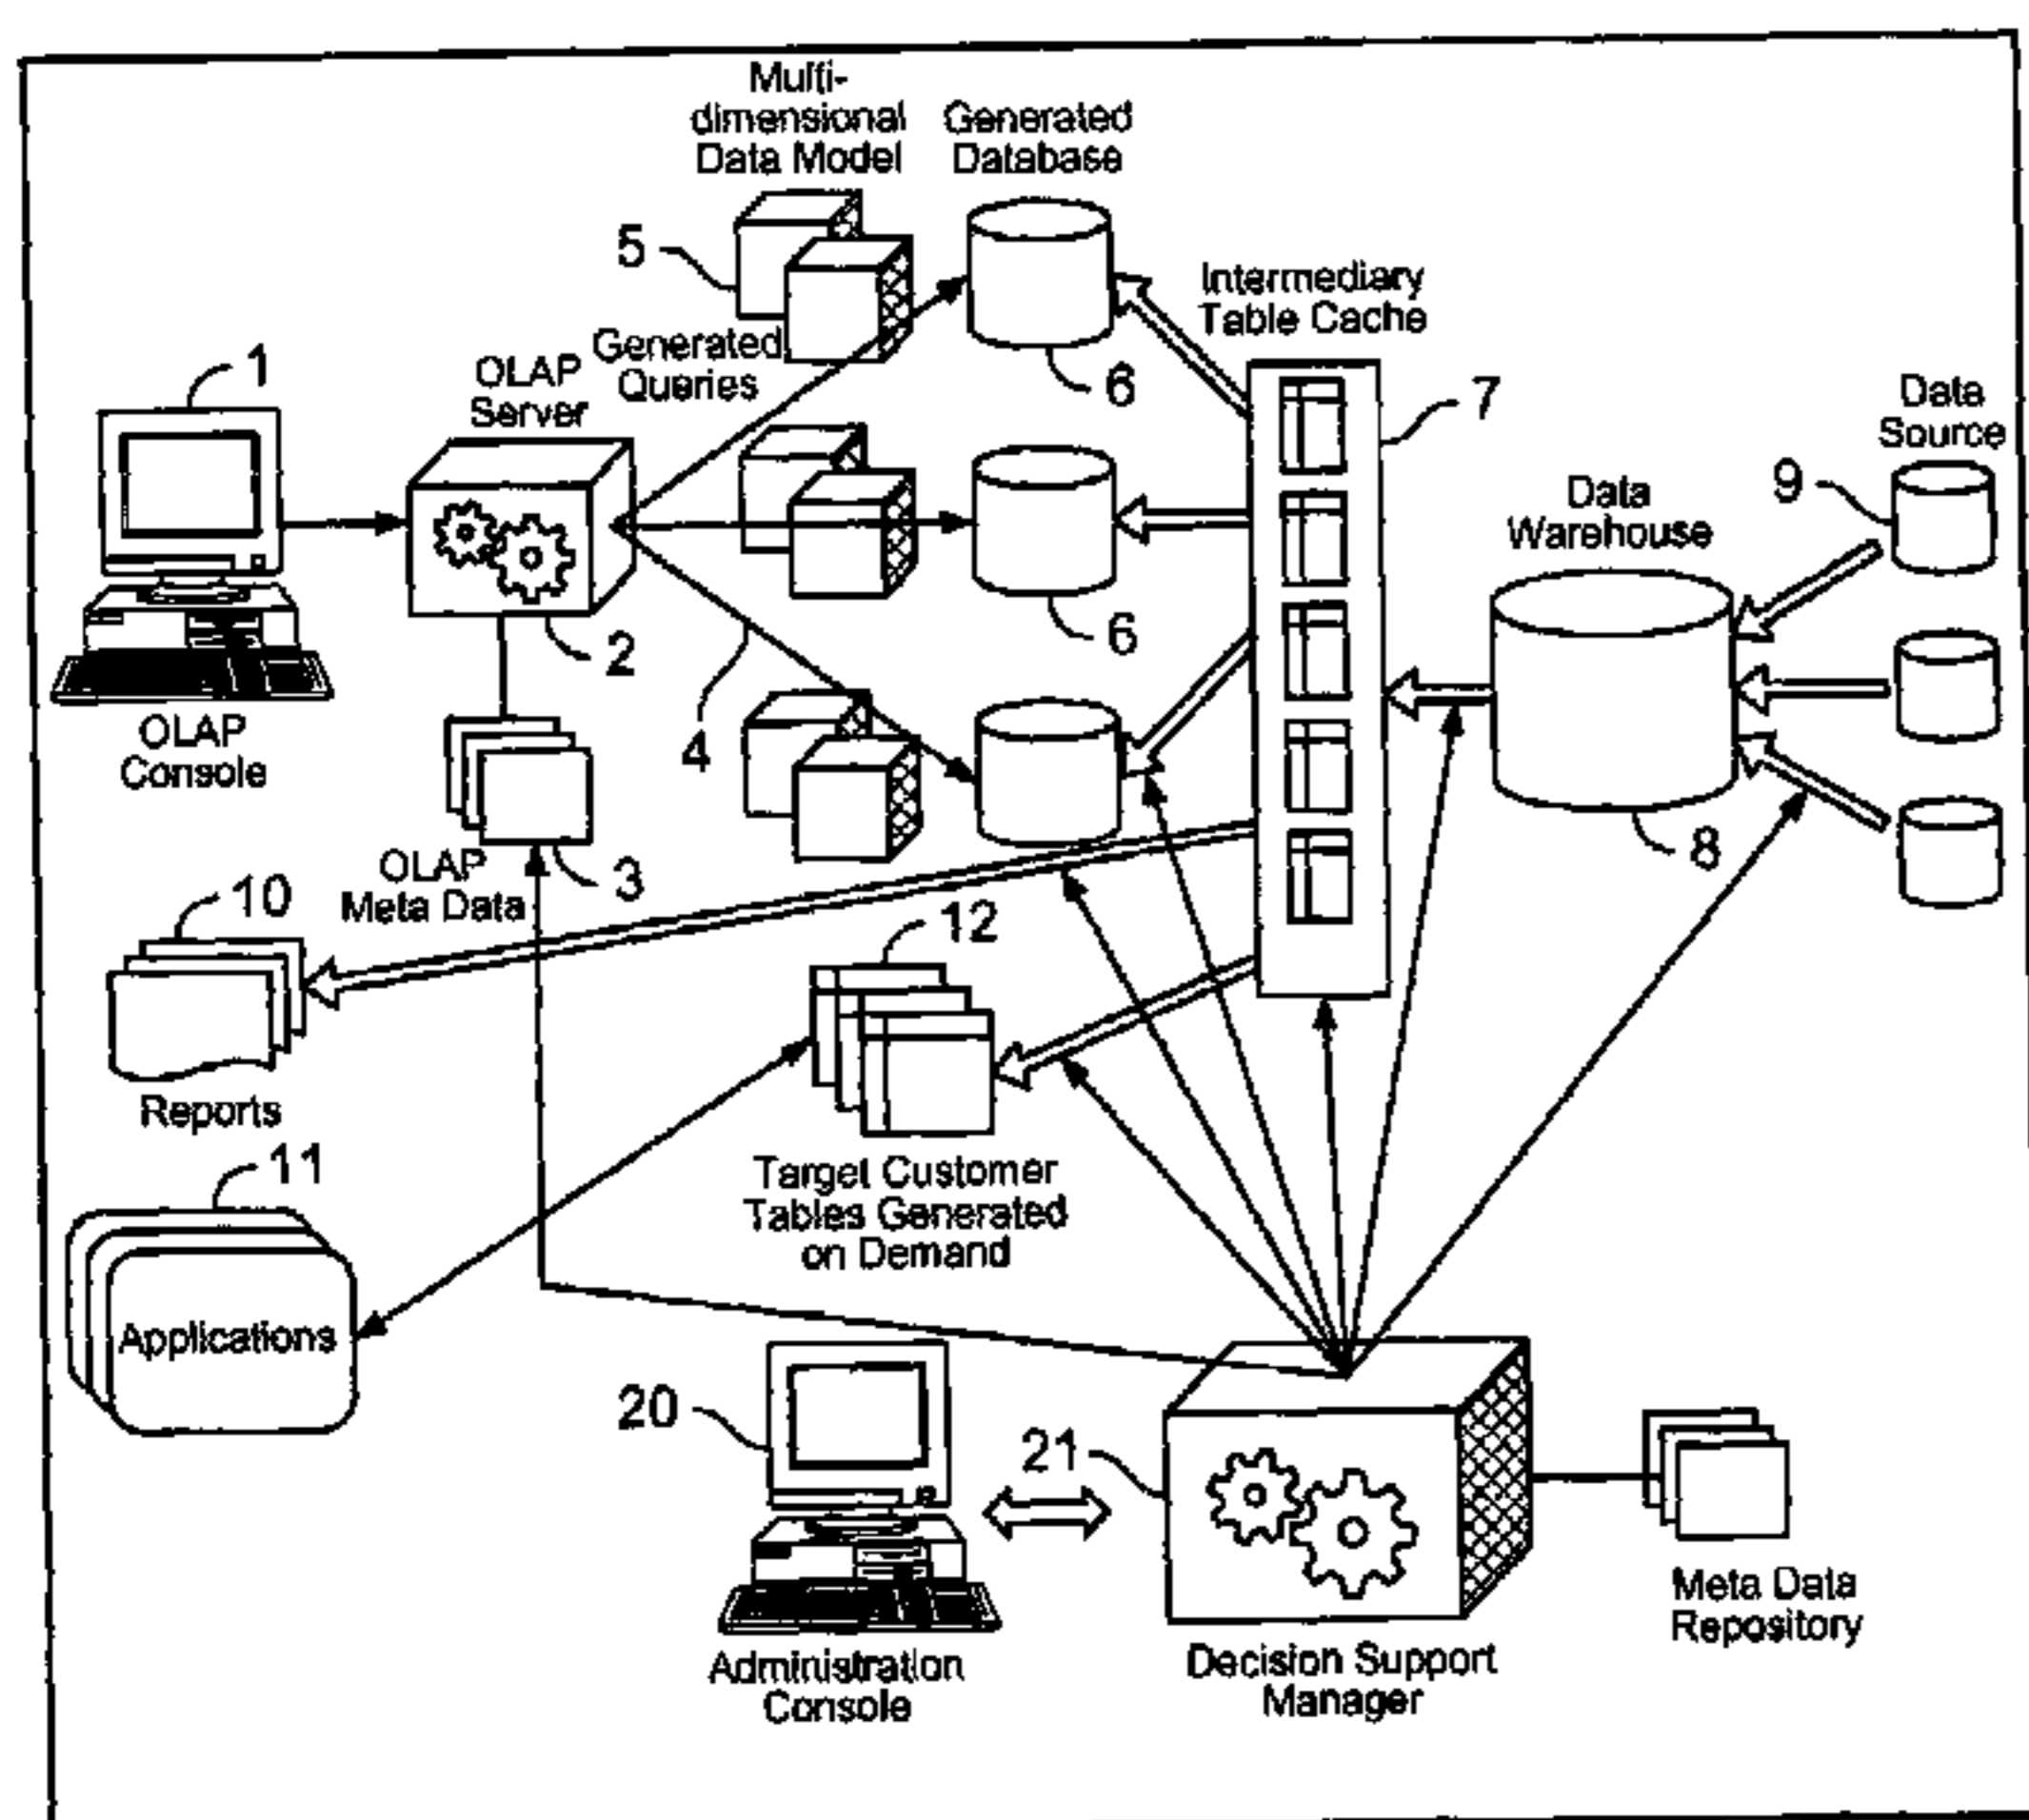 Multi-
dimensional
Data Model
Generated
Database
5
Intermediary
Table Cache
Generated
Queries
1
OLAP
Server
6
7
Data
Source
9
Data
Warehouse
2
6
OLAP
Console
4
8
OLAP
Meta Data
3
10
12
Reports
11
Target Customer
Tables Generated
on Demand
Applications
20
21
Meta Data
Repository
Administration
Console
Decision Support
Manager